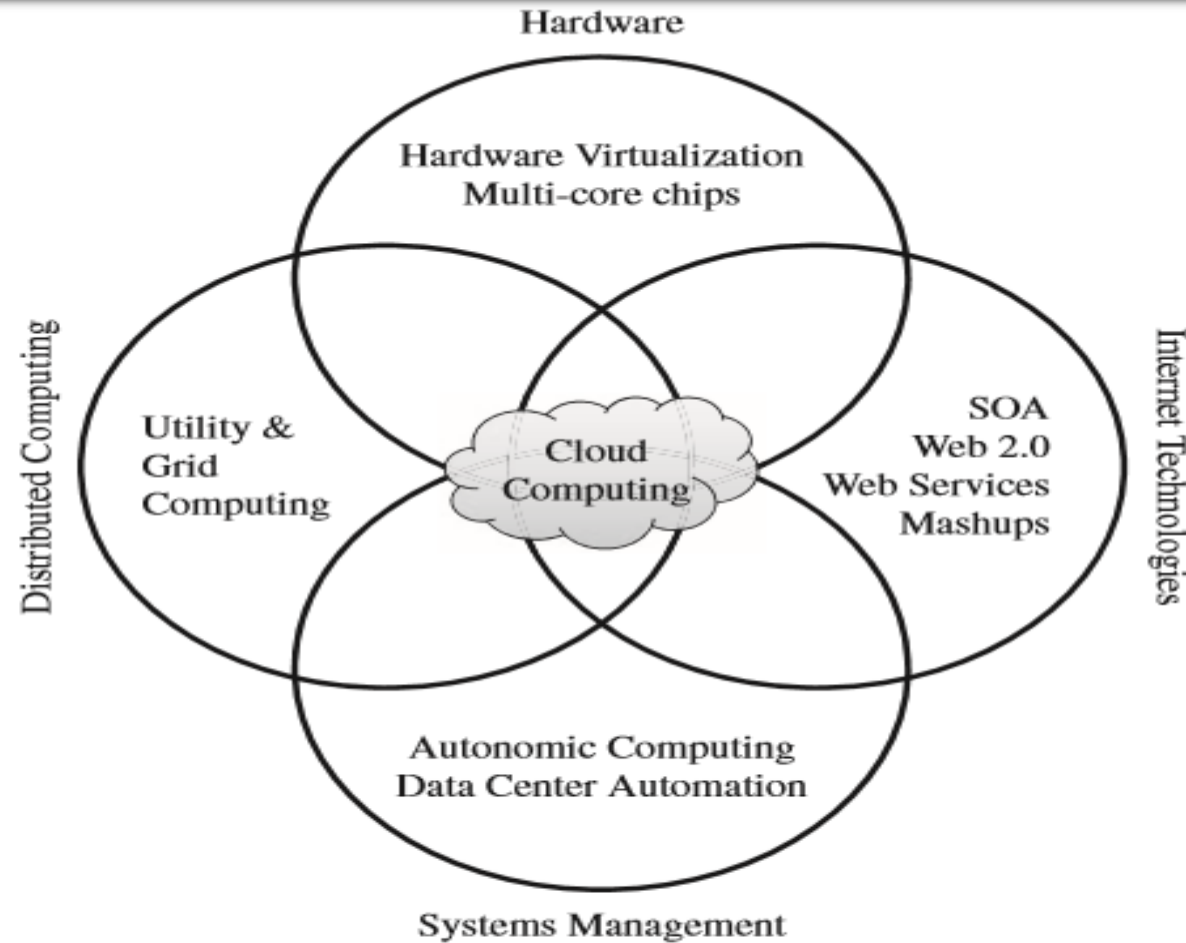 Hardware
Hardware Virtualization
Multi-core chips
Distributed Computing
Utility &
Grid
Computing
Cloud
Computing
SOA
Web 2.0
Web Services
Mashups
Internet Technologies
Autonomic Computing
Data Center Automation
Systems Management